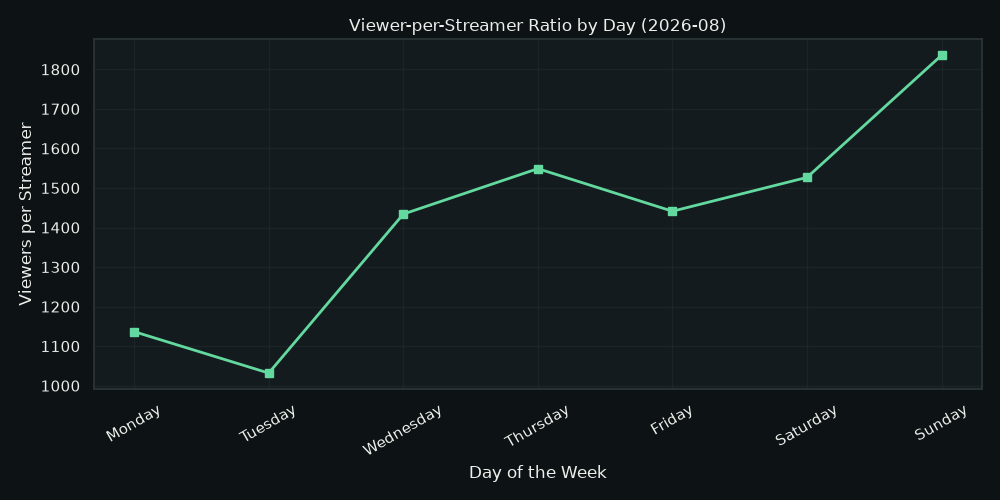 Viewer-per-Streamer Ratio by Day (2026-08)
Viewers per Streamer
1800
1700
1600
1500
1400
1300
1200
1100
1000
Monday
Tuesday
Wednesday
Thursday
Friday
Saturday
Sunday
Day of the Week